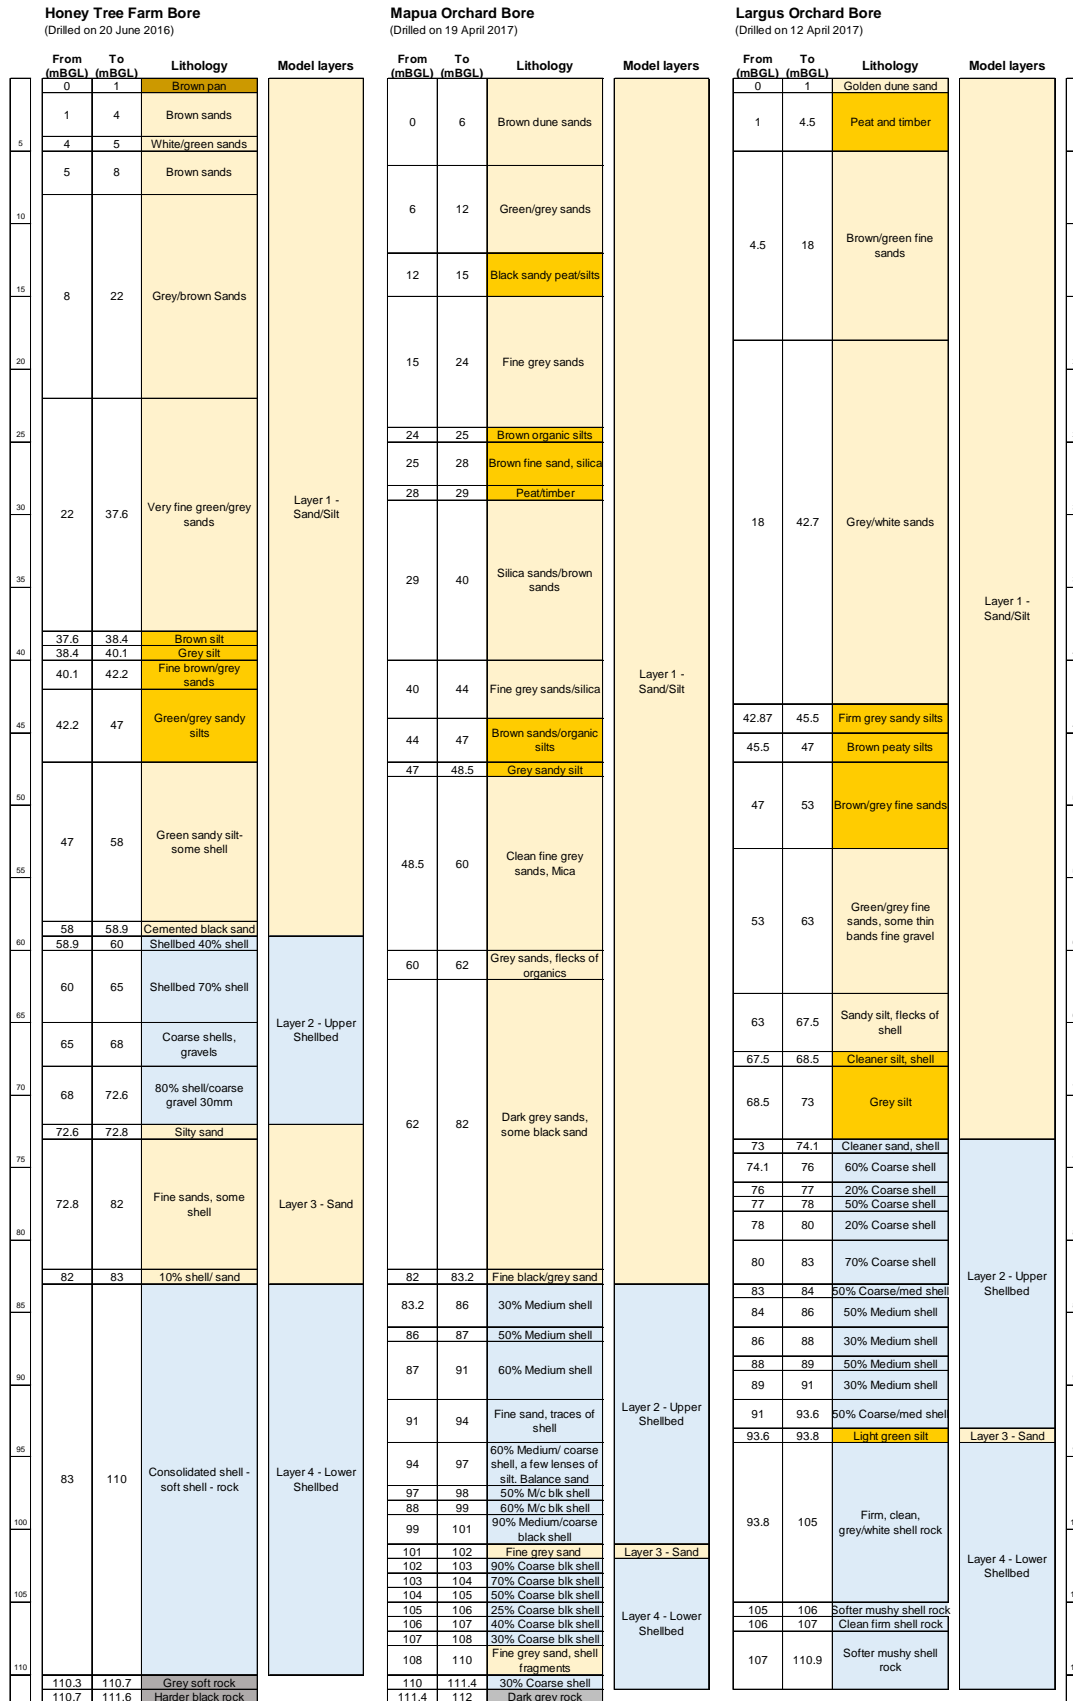 Honey Tree Farm Bore
(Drilled on 20 June 2016)
From (mBGL) To (mBGL) Lithology Model layers
0 1 Brown pan
1 4 Brown sands
4 5 White/green sands
5 8 Brown sands
8 22 Grey/brown Sands
22 37.6 Very fine green/grey
sands
37.6 38.4 Brown silt
38.4 40.1 Grey silt
40.1 42.2 Fine brown/grey
sands
42.2 47 Green/grey sandy
silts
47 58 Green sandy silt-
some shell
58 58.9 Cemented black sand
58.9 60 Shellbed 40% shell
60 65 Shellbed 70% shell
65 68 Coarse shells,
gravels
68 72.6 80% shell/coarse
gravel 30mm
72.6 72.8 Silty sand
72.8 82 Fine sands, some
shell
82 83 10% shell/ sand
83 110 Consolidated shell -
soft shell - rock
110.3 110.7 Grey soft rock
110.7 111.6 Harder black rock
Layer 1 -
Sand/Silt
Layer 2 - Upper
Shellbed
Layer 3 - Sand
Layer 4 - Lower
Shellbed
5
10
15
20
25
30
35
40
45
50
55
60
65
70
75
80
85
90
95
100
105
110
Mapua Orchard Bore
(Drilled on 19 April 2017)
From (mBGL) To (mBGL) Lithology Model layers
0 6 Brown dune sands
6 12 Green/grey sands
12 15 Black sandy peat/silts
15 24 Fine grey sands
24 25 Brown organic silts
25 28 Brown fine sand, silica
28 29 Peat/timber
29 40 Silica sands/brown
sands
40 44 Fine grey sands/silica
44 47 Brown sands/organic
silts
47 48.5 Grey sandy silt
48.5 60 Clean fine grey
sands, Mica
60 62 Grey sands, flecks of
organics
62 82 Dark grey sands,
some black sand
82 83.2 Fine black/grey sand
83.2 86 30% Medium shell
86 87 50% Medium shell
87 91 60% Medium shell
91 94 Fine sand, traces of
shell
94 97 60% Medium/ coarse
shell, a few lenses of
silt. Balance sand
97 98 50% M/c blk shell
88 99 60% M/c blk shell
99 101 90% Medium/coarse
black shell
101 102 Fine grey sand
102 103 90% Coarse blk shell
103 104 70% Coarse blk shell
104 105 50% Coarse blk shell
105 106 25% Coarse blk shell
106 107 40% Coarse blk shell
107 108 30% Coarse blk shell
108 110 Fine grey sand, shell
fragments
110 111.4 30% Coarse shell
111.4 112 Dark grey rock
Layer 1 -
Sand/Silt
Layer 2 - Upper
Shellbed
Layer 3 - Sand
Layer 4 - Lower
Shellbed
Largus Orchard Bore
(Drilled on 12 April 2017)
From (mBGL) To (mBGL) Lithology Model layers
0 1 Golden dune sand
1 4.5 Peat and timber
4.5 18 Brown/green fine
sands
18 42.7 Grey/white sands
42.87 45.5 Firm grey sandy silts
45.5 47 Brown peaty silts
47 53 Brown/grey fine sands
53 63 Green/grey fine
sands, some thin
bands fine gravel
63 67.5 Sandy silt, flecks of
shell
67.5 68.5 Cleaner silt, shell
68.5 73 Grey silt
73 74.1 Cleaner sand, shell
74.1 76 60% Coarse shell
76 77 20% Coarse shell
77 78 50% Coarse shell
78 80 20% Coarse shell
80 83 70% Coarse shell
83 84 50% Coarse/med shell
84 86 50% Medium shell
86 88 30% Medium shell
88 89 50% Medium shell
89 91 30% Medium shell
91 93.6 50% Coarse/med shell
93.6 93.8 Light green silt
93.8 105 Firm, clean,
grey/white shell rock
105 106 Softer mushy shell rock
106 107 Clean firm shell rock
107 110.9 Softer mushy shell
rock
Layer 1 -
Sand/Silt
Layer 2 - Upper
Shellbed
Layer 3 - Sand
Layer 4 - Lower
Shellbed